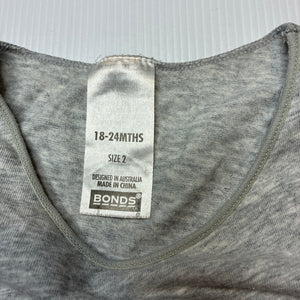 18-24MTHS
SIZE 2
DESIGNED IN AUSTRALIA
MADE IN CHINA
BONDS